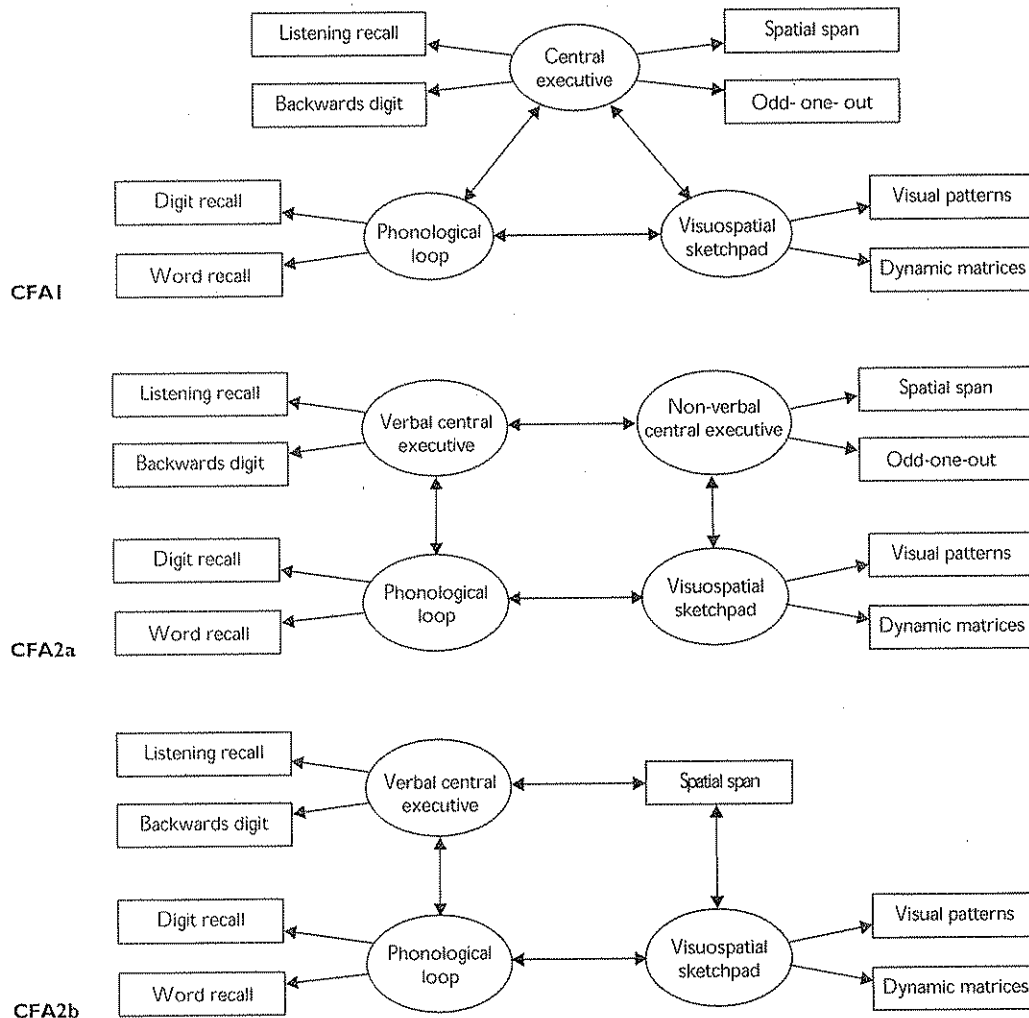 Listening recall
Central
executive
Spatial span
Backwards digit
Odd- one- out
Digit recall
Phonological
loop
Visuospatial
sketchpad
Visual patterns
Word recall
Dynamic matrices
CFA1
Listening recall
Verbal central
executive
Non-verbal
central executive
Spatial span
Backwards digit
Odd-one-out
Digit recall
Phonological
loop
Visuospatial
sketchpad
Visual patterns
Word recall
Dynamic matrices
CFA2a
Listening recall
Verbal central
executive
Spatial span
Backwards digit
Digit recall
Phonological
loop
Visuospatial
sketchpad
Visual patterns
Word recall
Dynamic matrices
CFA2b